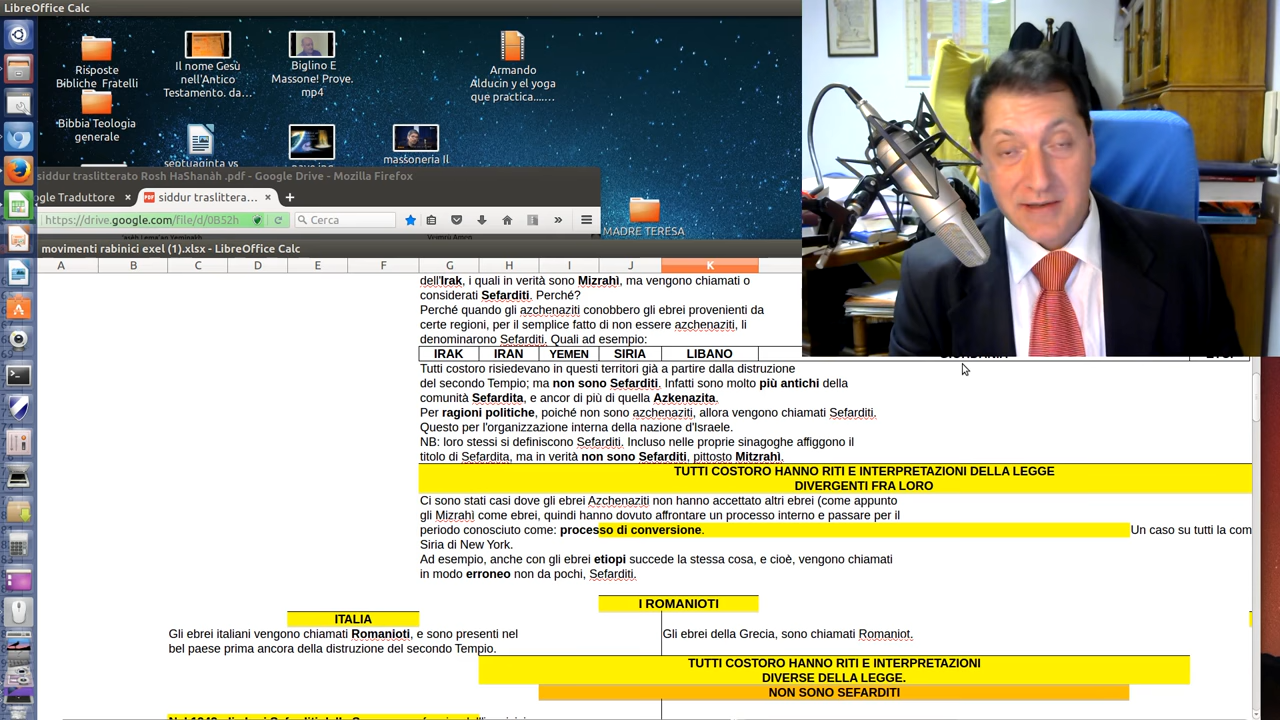 LibreOffice Calc
Risposte
Bibliche_Fratelli
Il nome Gesù
nell'Antico
Testamento. da...
Biglino E
Massone! Prove.
mp4
Armando
Alducin y el yoga
que practica....…
Bibbia Teologia
generale
septuaginta vs
massoneria Il
MADRE TERESA
siddur traslitterato Rosh HaShanàh .pdf - Google Drive - Mozilla Firefox
gle Traduttore
siddur traslittera...
https://drive.google.com/file/d/0B52h
Cerca
movimenti rabinici exel (1).xlsx - LibreOffice Calc
A B C D E F G H I J K
dell'Irak, i quali in verità sono Mizrahì, ma vengono chiamati o
considerati Sefarditi. Perché?
Perché quando gli azchenaziti conobbero gli ebrei provenienti da
certe regioni, per il semplice fatto di non essere azchenaziti, li
denominarono Sefarditi. Quali ad esempio:
IRAK IRAN YEMEN SIRIA LIBANO
Tutti costoro risiedevano in questi territori già a partire dalla distruzione
del secondo Tempio; ma non sono Sefarditi. Infatti sono molto più antichi della
comunità Sefardita, e ancor di più di quella Azkenazita.
Per ragioni politiche, poiché non sono azchenaziti, allora vengono chiamati Sefarditi.
Questo per l'organizzazione interna della nazione d'Israele.
NB: loro stessi si definiscono Sefarditi. Incluso nelle proprie sinagoghe affiggono il
titolo di Sefardita, ma in verità non sono Sefarditi, pittosto Mitzrahì.
TUTTI COSTORO HANNO RITI E INTERPRETAZIONI DELLA LEGGE
DIVERGENTI FRA LORO
Ci sono stati casi dove gli ebrei Azchenaziti non hanno accettato altri ebrei (come appunto
gli Mizrahì come ebrei, quindi hanno dovuto affrontare un processo interno e passare per il
periodo conosciuto come: processo di conversione. Un caso su tutti la com
Siria di New York.
Ad esempio, anche con gli ebrei etiopi succede la stessa cosa, e cioè, vengono chiamati
in modo erroneo non da pochi, Sefarditi.
I ROMANIOTI
ITALIA
Gli ebrei italiani vengono chiamati Romanioti, e sono presenti nel
bel paese prima ancora della distruzione del secondo Tempio.
Gli ebrei della Grecia, sono chiamati Romaniot.
TUTTI COSTORO HANNO RITI E INTERPRETAZIONI
DIVERSE DELLA LEGGE.
NON SONO SEFARDITI